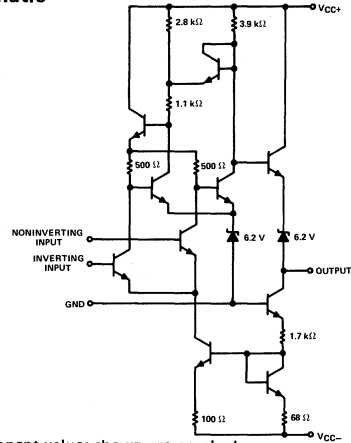 VCC+
2.8 kΩ
3.9 kΩ
1.1 kΩ
500 Ω
500 Ω
NONINVERTING
INPUT
6.2 V
6.2 V
INVERTING
INPUT
OUTPUT
GND
1.7 kΩ
100 Ω
68 Ω
VCC−